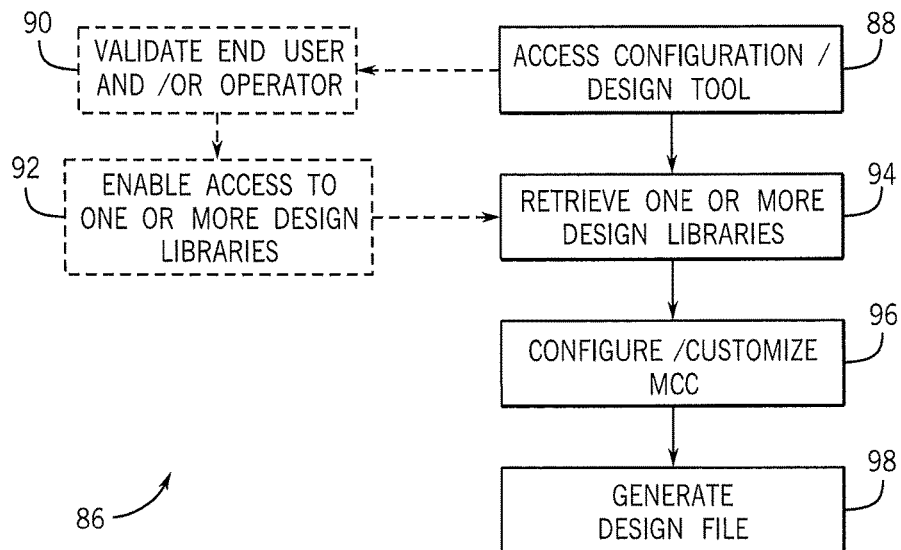 90
VALIDATE END USER
AND /OR OPERATOR
ACCESS CONFIGURATION /
DESIGN TOOL
88
92
ENABLE ACCESS TO
ONE OR MORE DESIGN
LIBRARIES
RETRIEVE ONE OR MORE
DESIGN LIBRARIES
94
CONFIGURE /CUSTOMIZE
MCC
96
86
GENERATE
DESIGN FILE
98